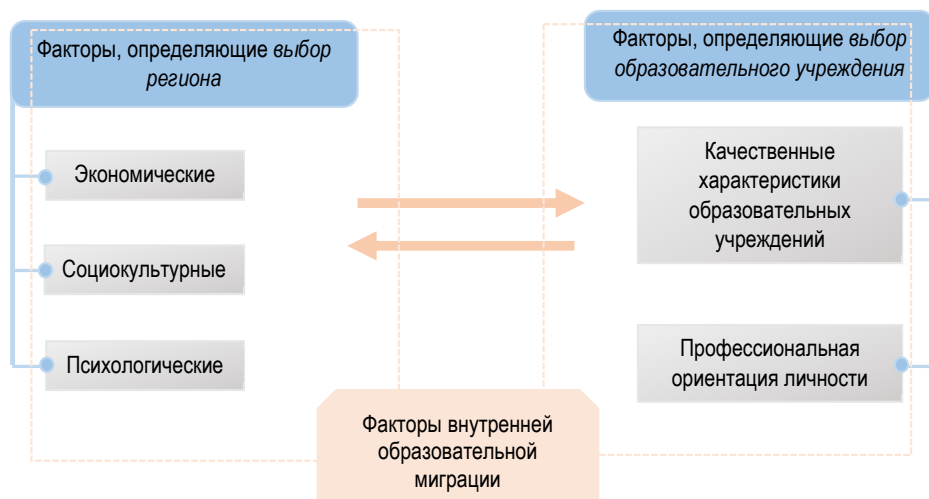 Факторы, определяющие выбор
региона
Экономические
Социокультурные
Психологические
Факторы, определяющие выбор
образовательного учреждения
Качественные
характеристики
образовательных
учреждений
Профессиональная
ориентация личности
Факторы внутренней
образовательной
миграции